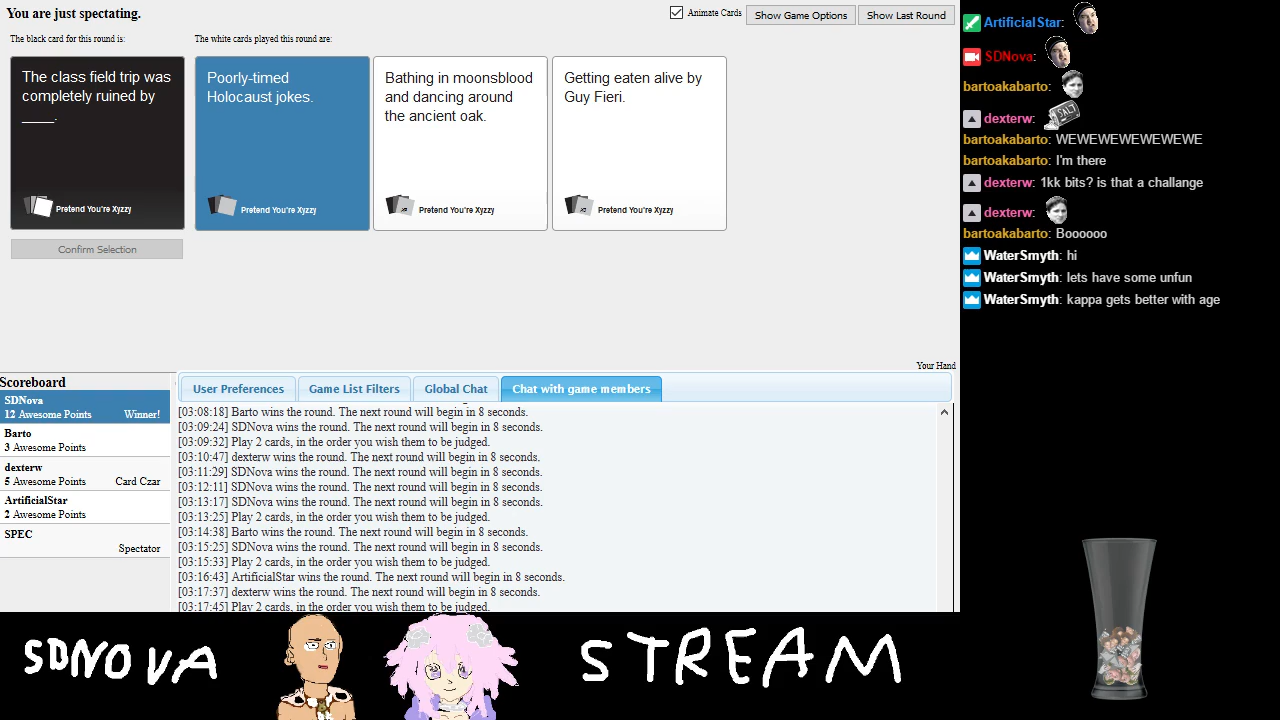 You are just spectating.
Animate Cards
Show Game Options
Show Last Round
The black card for this round is:
The white cards played this round are:
The class field trip was
completely ruined by
____.
Pretend You're Xyzzy
Poorly-timed
Holocaust jokes.
Pretend You're Xyzzy
Bathing in moonsblood
and dancing around
the ancient oak.
Pretend You're Xyzzy
Getting eaten alive by
Guy Fieri.
Pretend You're Xyzzy
Confirm Selection
Your Hand
Scoreboard
SDNova
12 Awesome Points Winner!
Barto
3 Awesome Points
dexterw
5 Awesome Points Card Czar
ArtificialStar
2 Awesome Points
SPEC
Spectator
User Preferences
Game List Filters
Global Chat
Chat with game members
[03:08:18] Barto wins the round. The next round will begin in 8 seconds.
[03:09:24] SDNova wins the round. The next round will begin in 8 seconds.
[03:09:32] Play 2 cards, in the order you wish them to be judged.
[03:10:47] dexterw wins the round. The next round will begin in 8 seconds.
[03:11:29] SDNova wins the round. The next round will begin in 8 seconds.
[03:12:11] SDNova wins the round. The next round will begin in 8 seconds.
[03:13:17] SDNova wins the round. The next round will begin in 8 seconds.
[03:13:25] Play 2 cards, in the order you wish them to be judged.
[03:14:38] Barto wins the round. The next round will begin in 8 seconds.
[03:15:25] SDNova wins the round. The next round will begin in 8 seconds.
[03:15:33] Play 2 cards, in the order you wish them to be judged.
[03:16:43] ArtificialStar wins the round. The next round will begin in 8 seconds.
[03:17:37] dexterw wins the round. The next round will begin in 8 seconds.
[03:17:45] Play 2 cards, in the order you wish them to be judged.
ArtificialStar:
SDNova:
bartoakabarto:
dexterw: SALT
bartoakabarto: WEWEWEWEWEWEWE
bartoakabarto: I'm there
dexterw: 1kk bits? is that a challange
dexterw:
bartoakabarto: Boooooo
WaterSmyth: hi
WaterSmyth: lets have some unfun
WaterSmyth: kappa gets better with age
SDNOVA STREAM